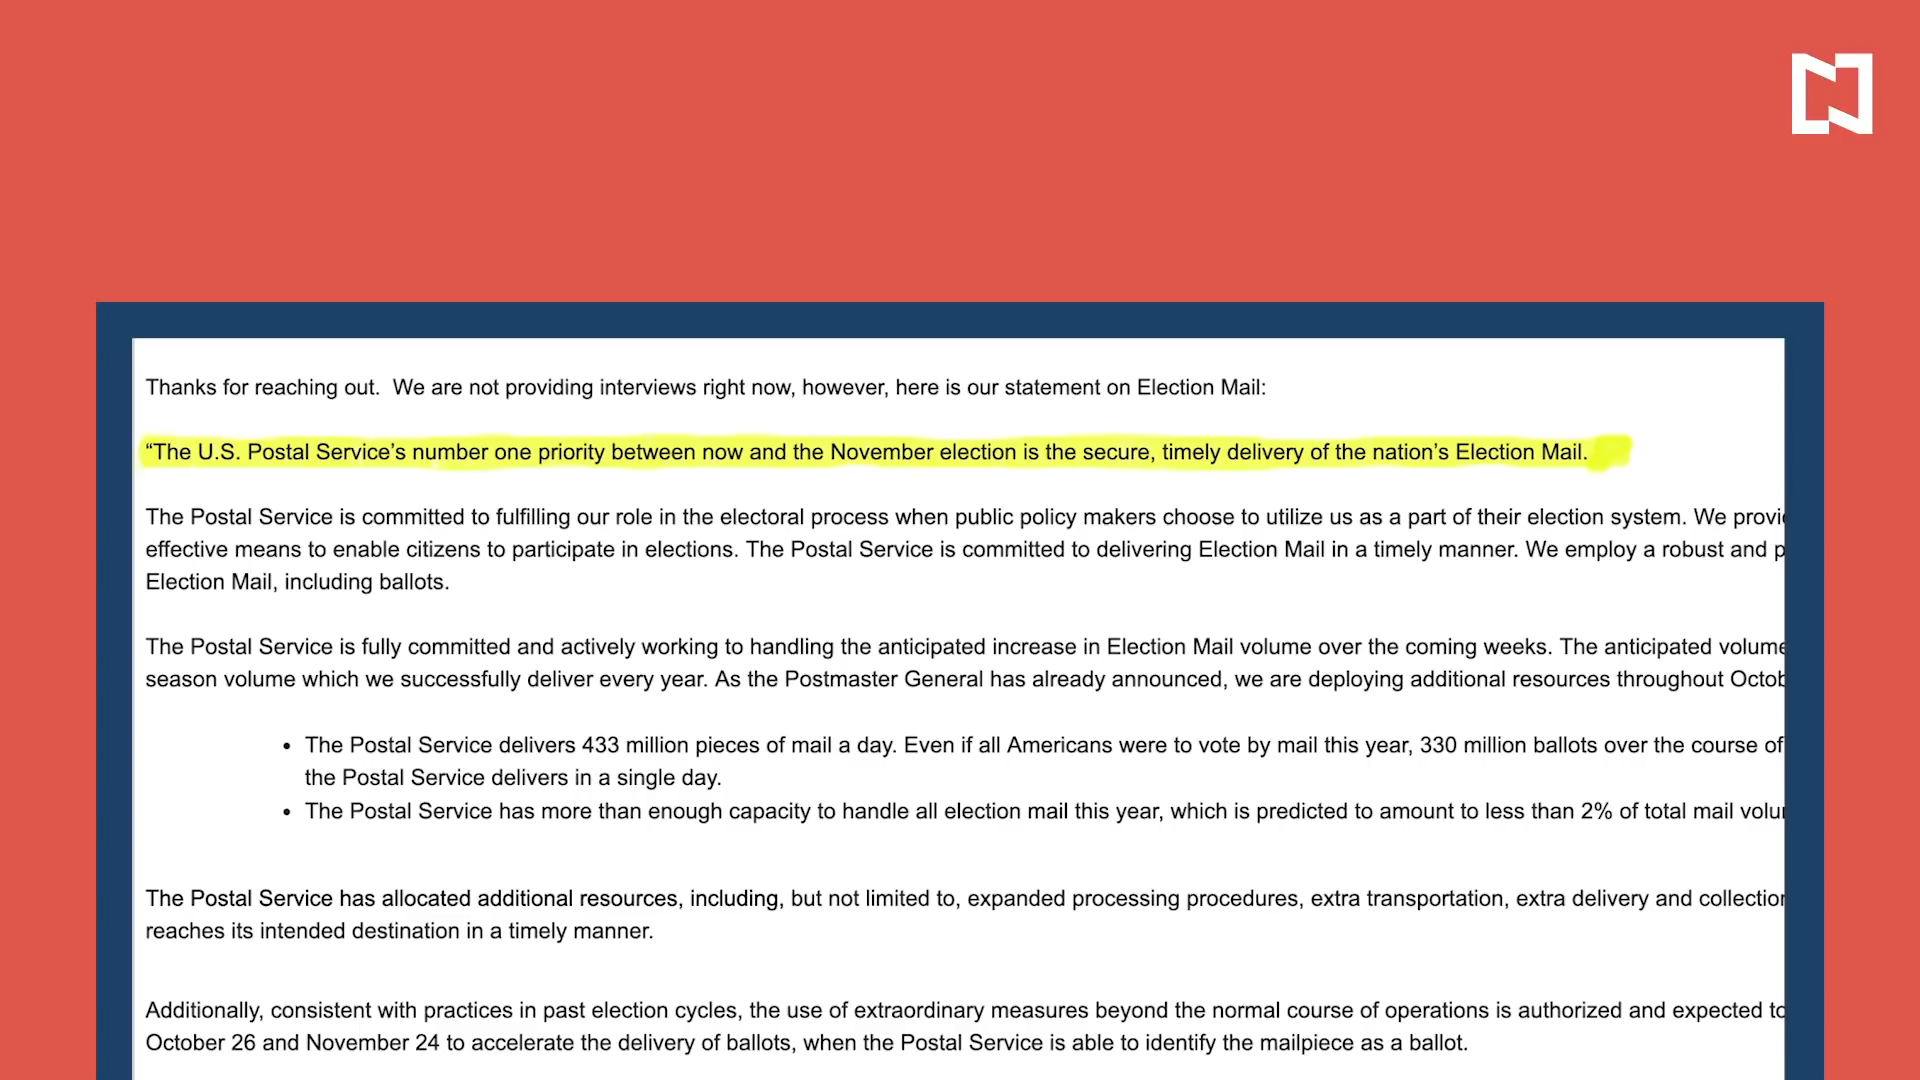 Thanks for reaching out.  We are not providing interviews right now, however, here is our statement on Election Mail:
“The U.S. Postal Service’s number one priority between now and the November election is the secure, timely delivery of the nation’s Election Mail.
The Postal Service is committed to fulfilling our role in the electoral process when public policy makers choose to utilize us as a part of their election system. We
effective means to enable citizens to participate in elections. The Postal Service is committed to delivering Election Mail in a timely manner. We employ a robust and
Election Mail, including ballots.
The Postal Service is fully committed and actively working to handling the anticipated increase in Election Mail volume over the coming weeks. The anticipated volume
season volume which we successfully deliver every year. As the Postmaster General has already announced, we are deploying additional resources throughout
• The Postal Service delivers 433 million pieces of mail a day. Even if all Americans were to vote by mail this year, 330 million ballots over the course of
the Postal Service delivers in a single day.
• The Postal Service has more than enough capacity to handle all election mail this year, which is predicted to amount to less than 2% of total mail
The Postal Service has allocated additional resources, including, but not limited to, expanded processing procedures, extra transportation, extra delivery and
reaches its intended destination in a timely manner.
Additionally, consistent with practices in past election cycles, the use of extraordinary measures beyond the normal course of operations is authorized and expected to
October 26 and November 24 to accelerate the delivery of ballots, when the Postal Service is able to identify the mailpiece as a ballot.